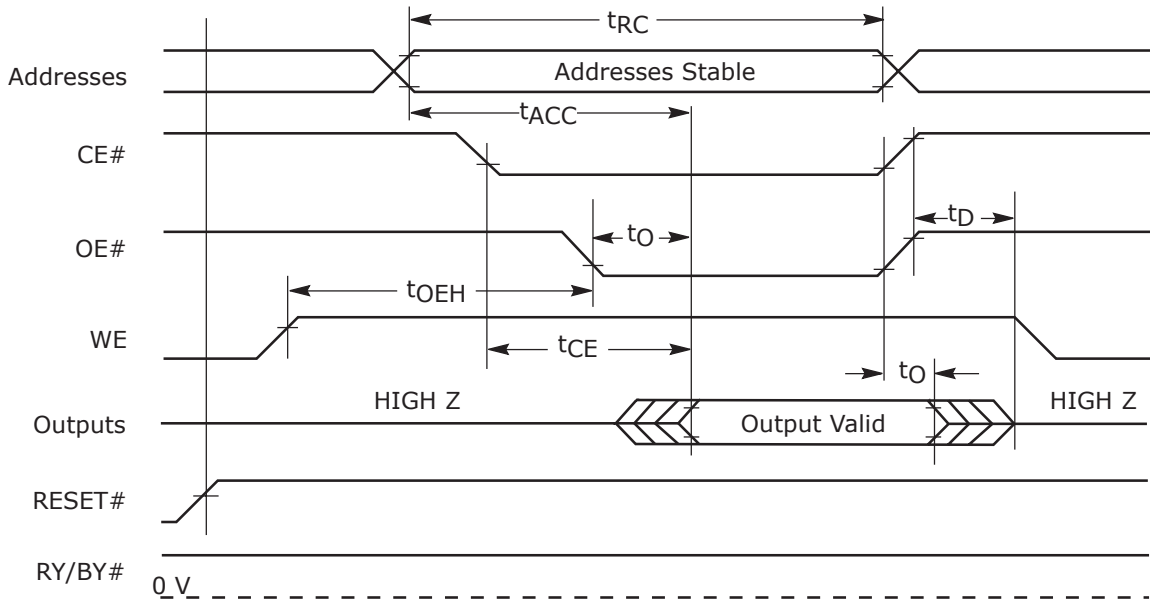 tRC
Addresses
Addresses Stable
tACC
CE#
tD
OE#
tO
tOEH
WE
tCE
tO
HIGH Z
HIGH Z
Outputs
Output Valid
RESET#
RY/BY#
0 V